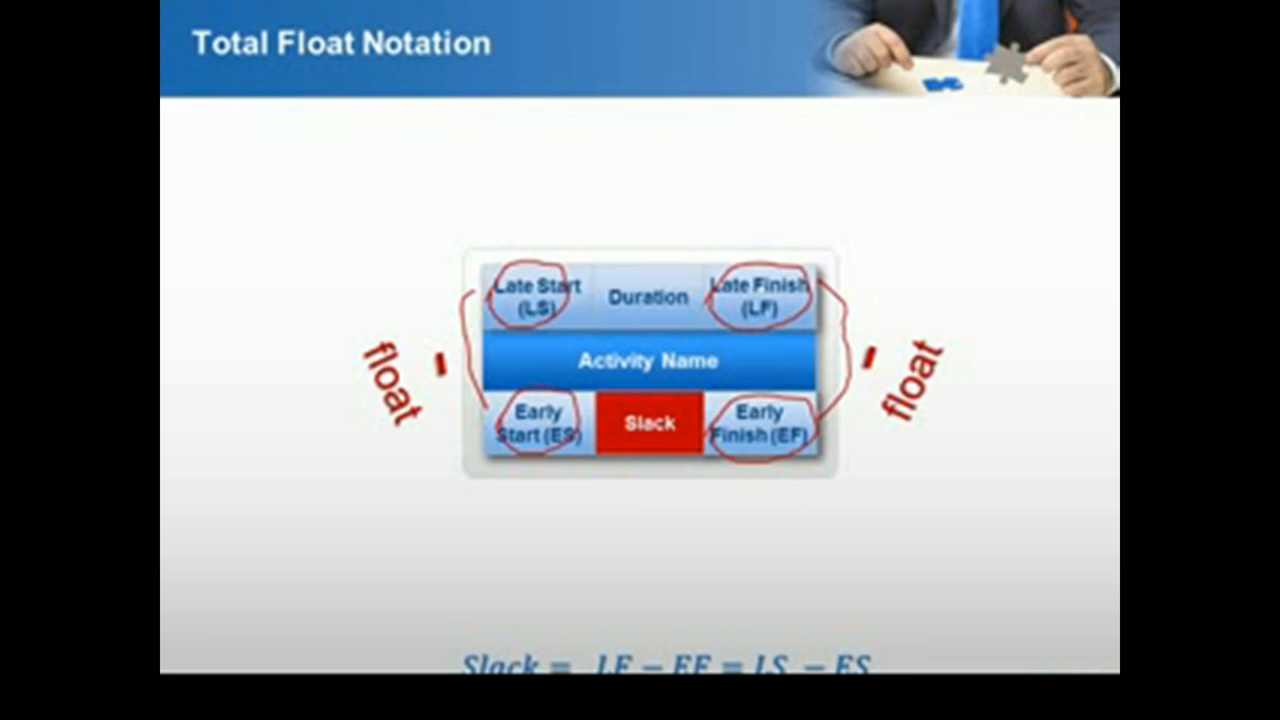 Total Float Notation
Late Start
(LS)
Duration
Late Finish
(LF)
float
-
Activity Name
-
float
Early
Start (ES)
Slack
Early
Finish (EF)
Slack = LF - EF = LS - ES